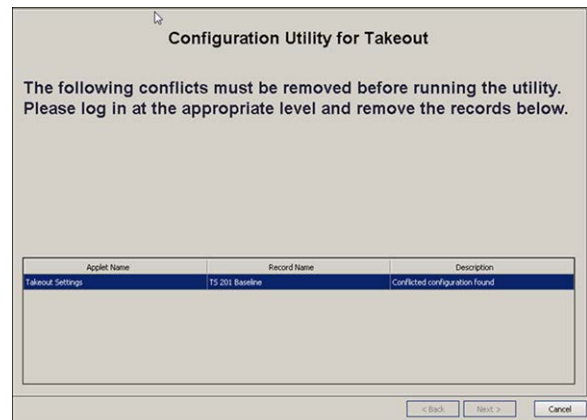 Configuration Utility for Takeout
The following conflicts must be removed before running the utility.
Please log in at the appropriate level and remove the records below.
Applet Name Record Name Description
Takeout Settings TS 201 Baseline Conflicted configuration found
< Back Next > Cancel